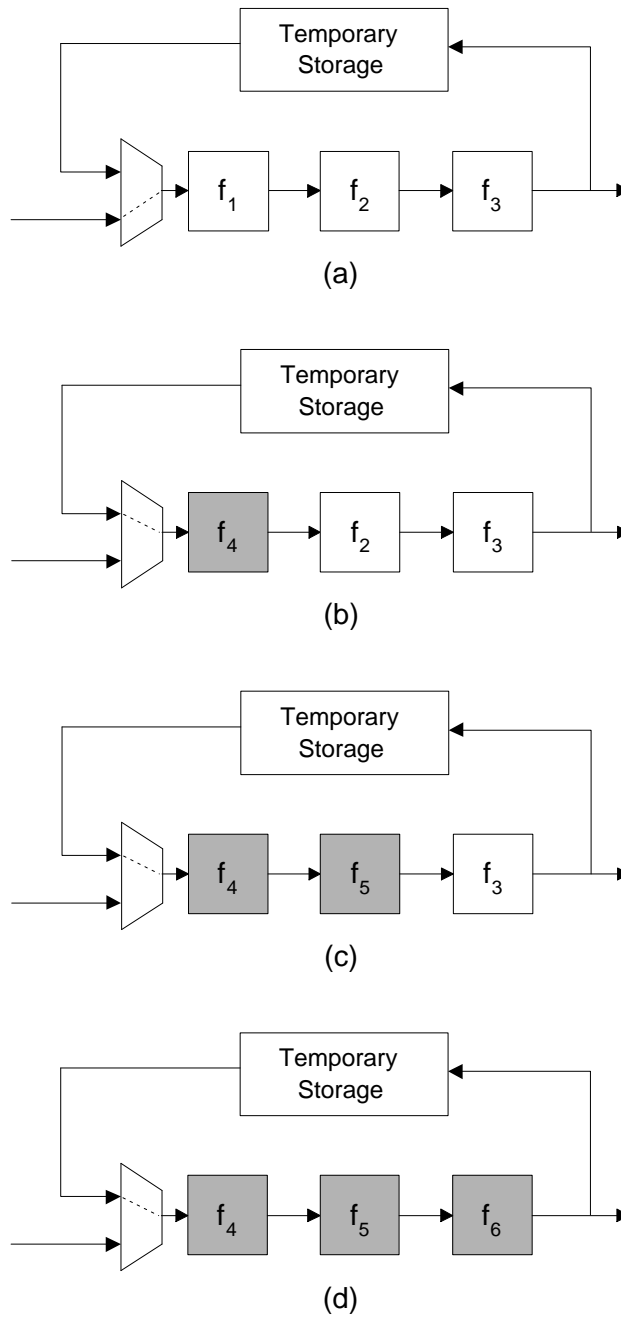 Temporary
Storage
f1 f2 f3
(a)
Temporary
Storage
f4 f2 f3
(b)
Temporary
Storage
f4 f5 f3
(c)
Temporary
Storage
f4 f5 f6
(d)